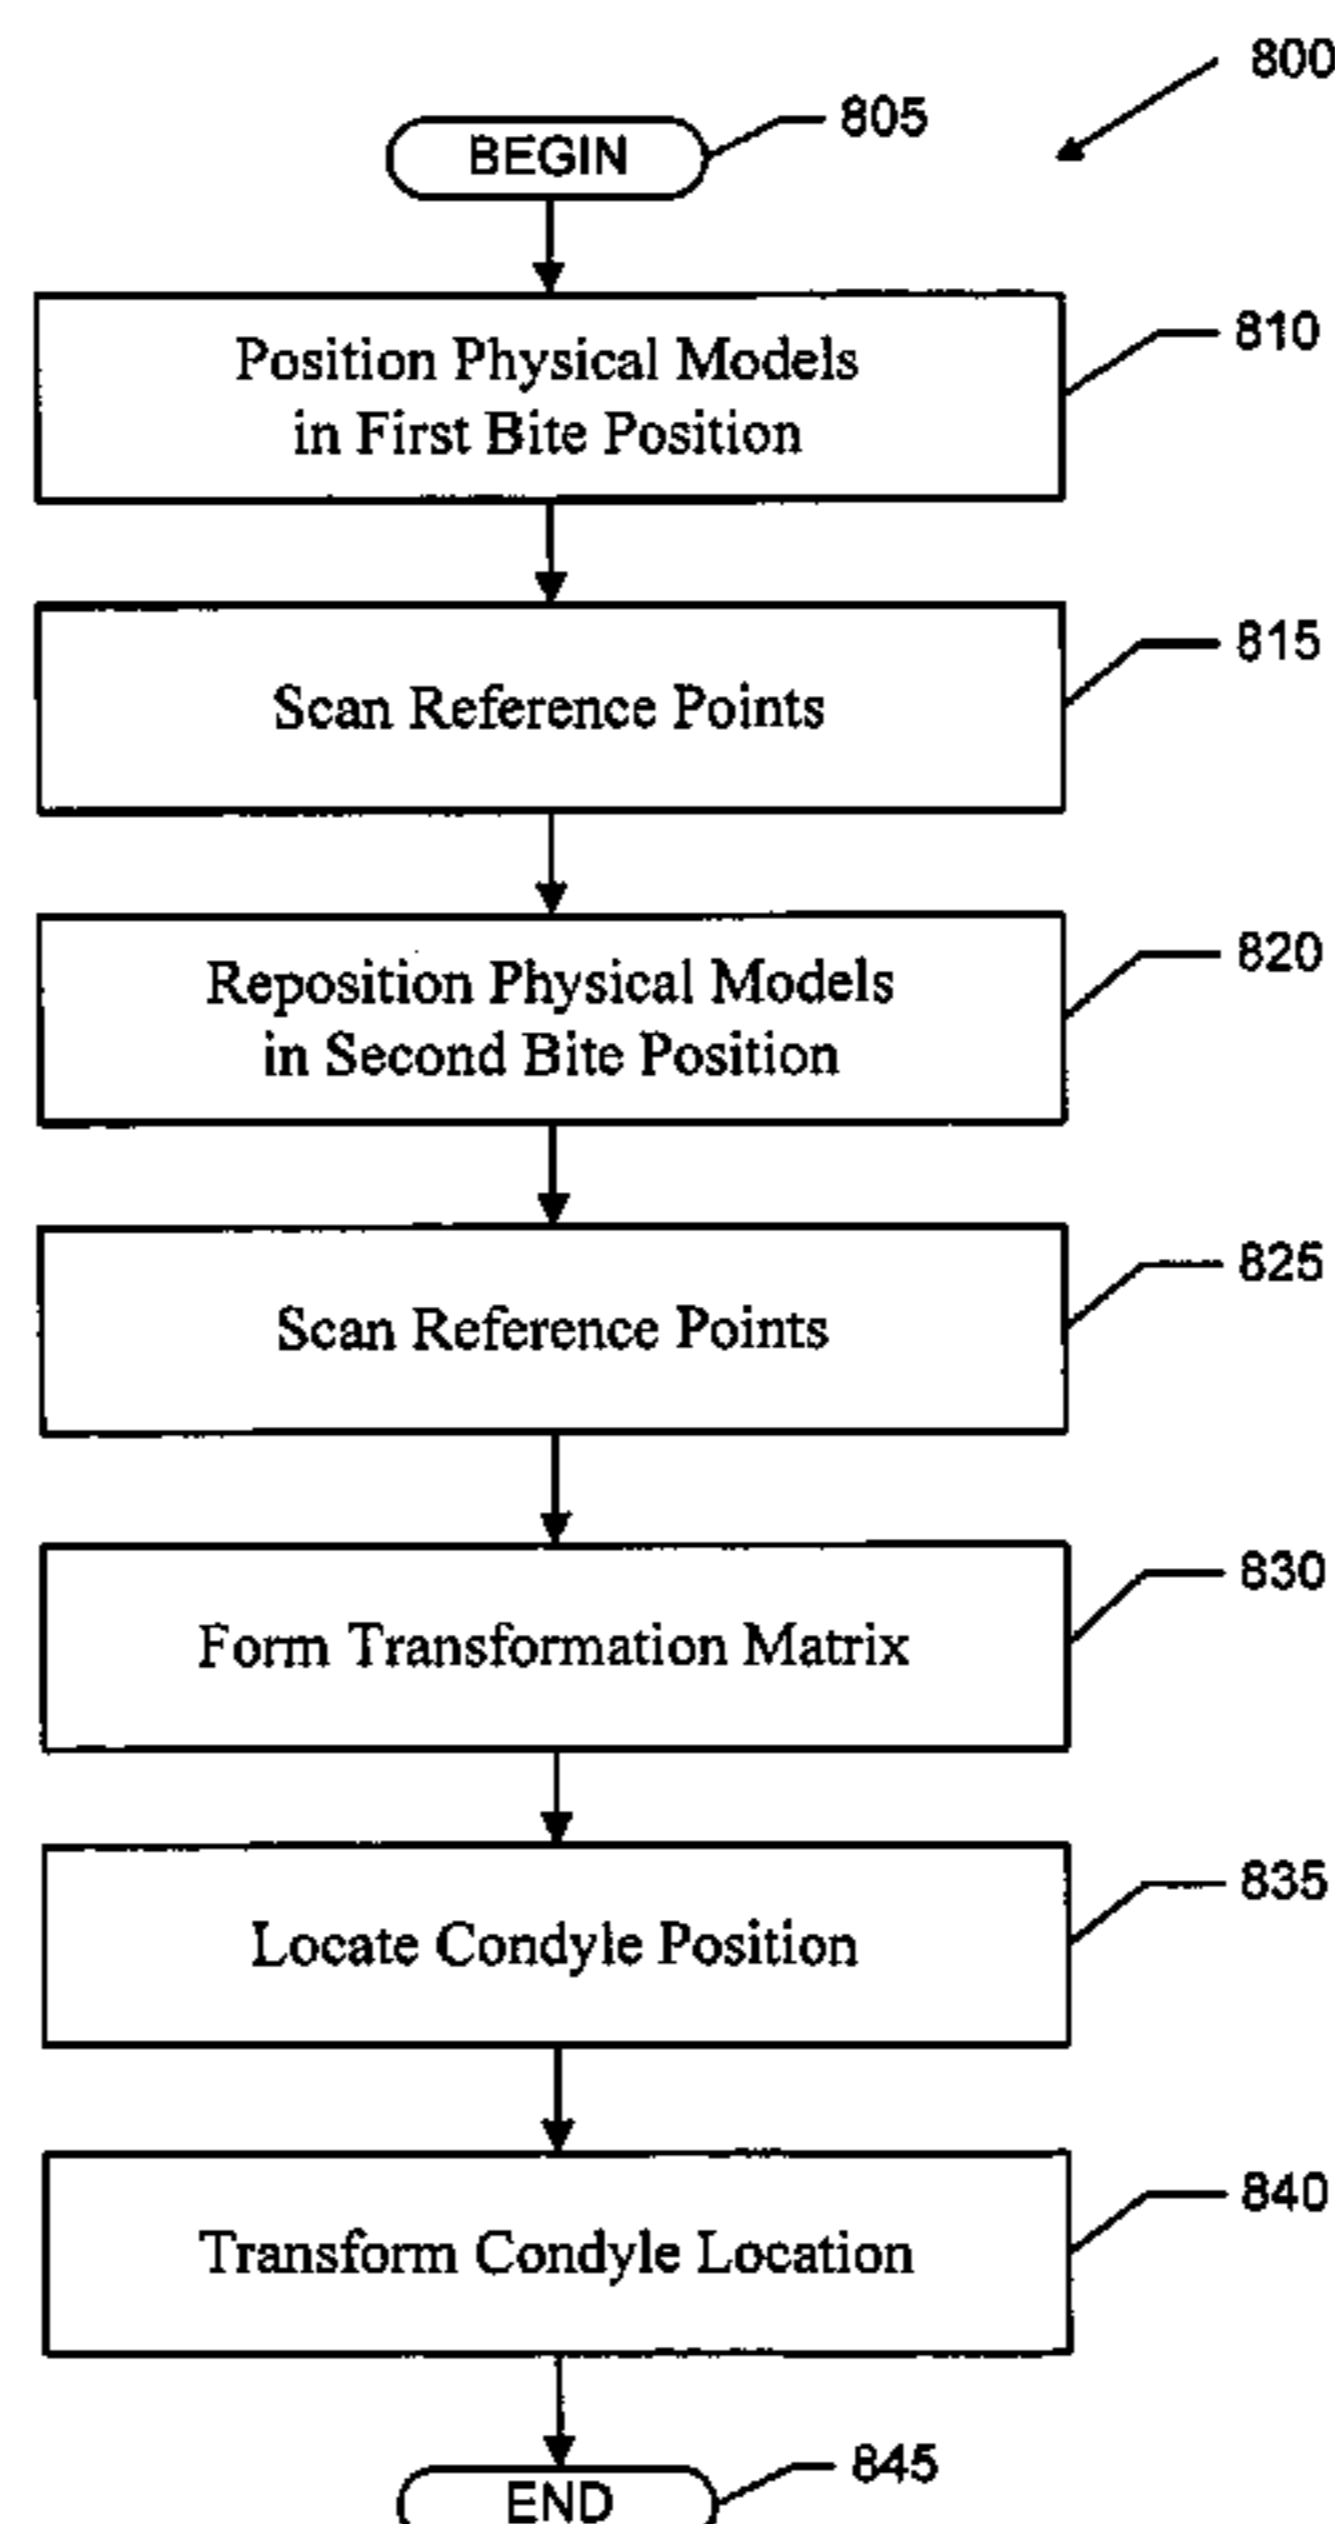 800
BEGIN
805
Position Physical Models
in First Bite Position
810
Scan Reference Points
815
Reposition Physical Models
in Second Bite Position
820
Scan Reference Points
825
Form Transformation Matrix
830
Locate Condyle Position
835
Transform Condyle Location
840
END
845